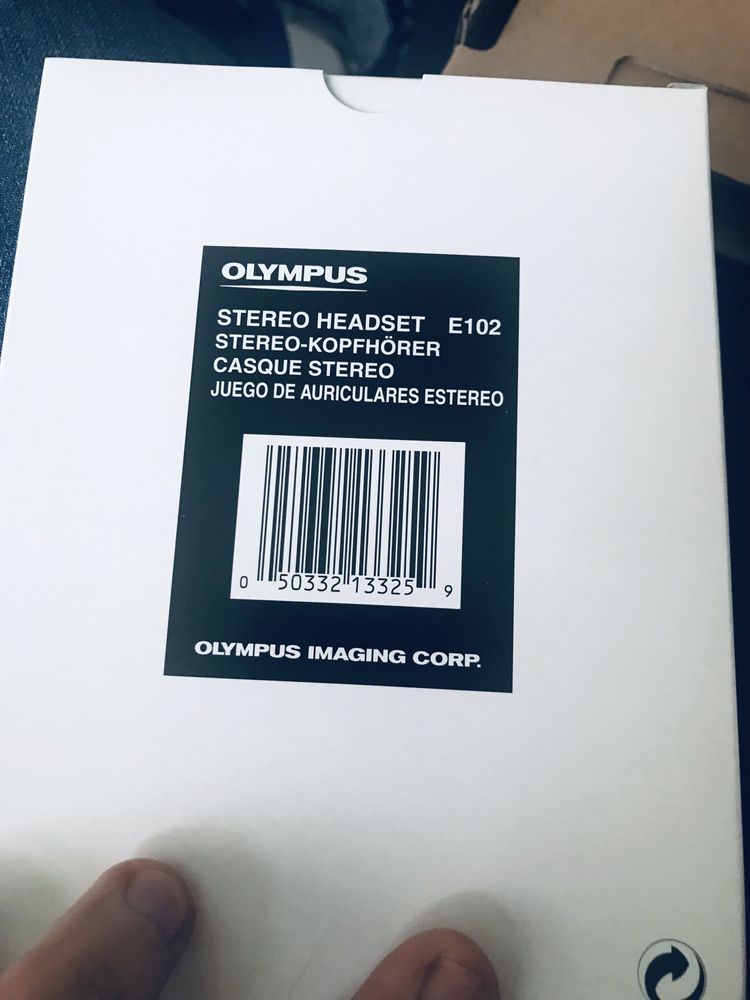 OLYMPUS
STEREO HEADSET E102
STEREO-KOPFHÖRER
CASQUE STEREO
JUEGO DE AURICULARES ESTEREO
0 50332 13325 9
OLYMPUS IMAGING CORP.